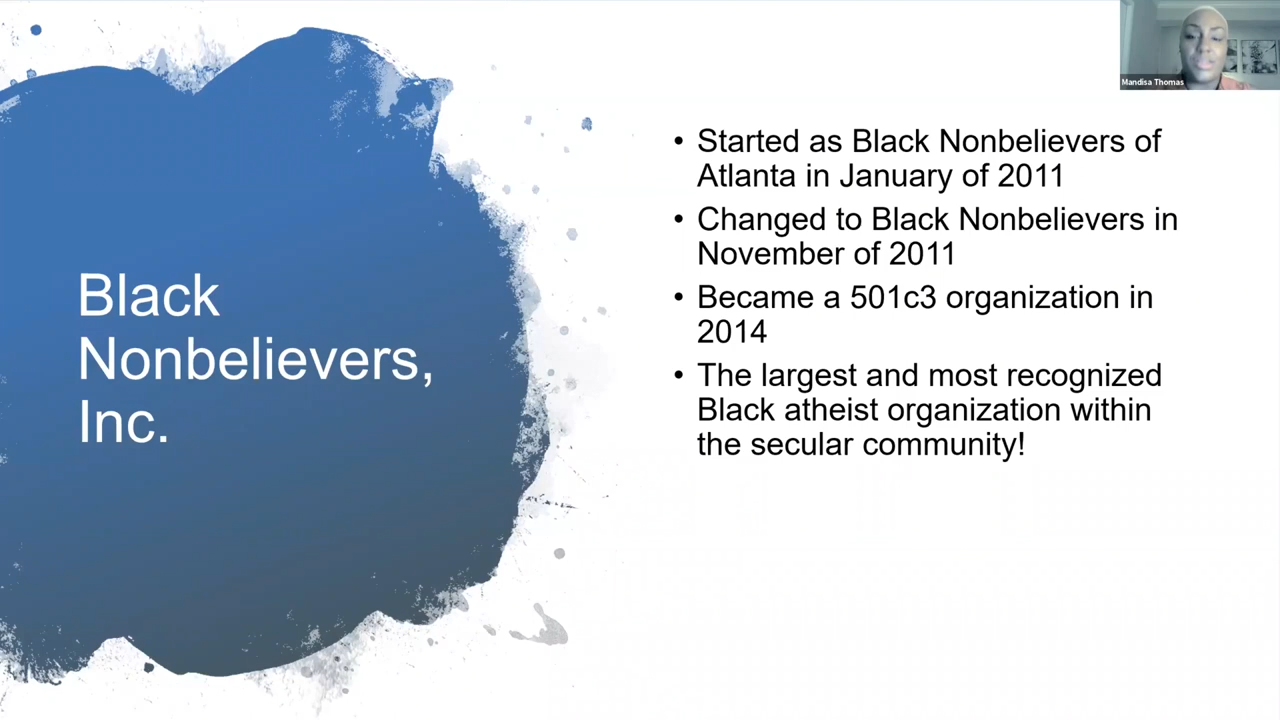 Mandisa Thomas
Black
Nonbelievers,
Inc.
• Started as Black Nonbelievers of
Atlanta in January of 2011
• Changed to Black Nonbelievers in
November of 2011
• Became a 501c3 organization in
2014
• The largest and most recognized
Black atheist organization within
the secular community!